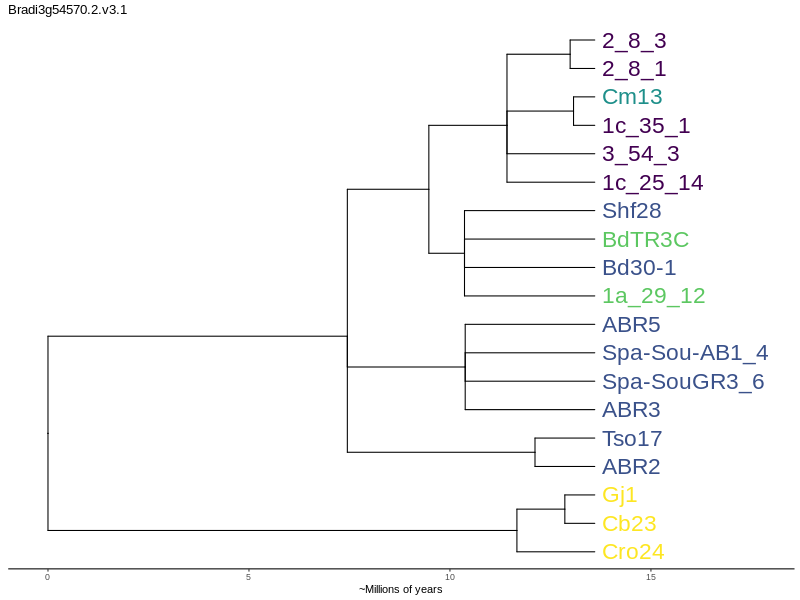 Bradi3g54570.2.v3.1
2_8_3
2_8_1
Cm13
1c_35_1
3_54_3
1c_25_14
Shf28
BdTR3C
Bd30-1
1a_29_12
ABR5
Spa-Sou-AB1_4
Spa-SouGR3_6
ABR3
Tso17
ABR2
Gj1
Cb23
Cro24
0 5 10 15
~Millions of years